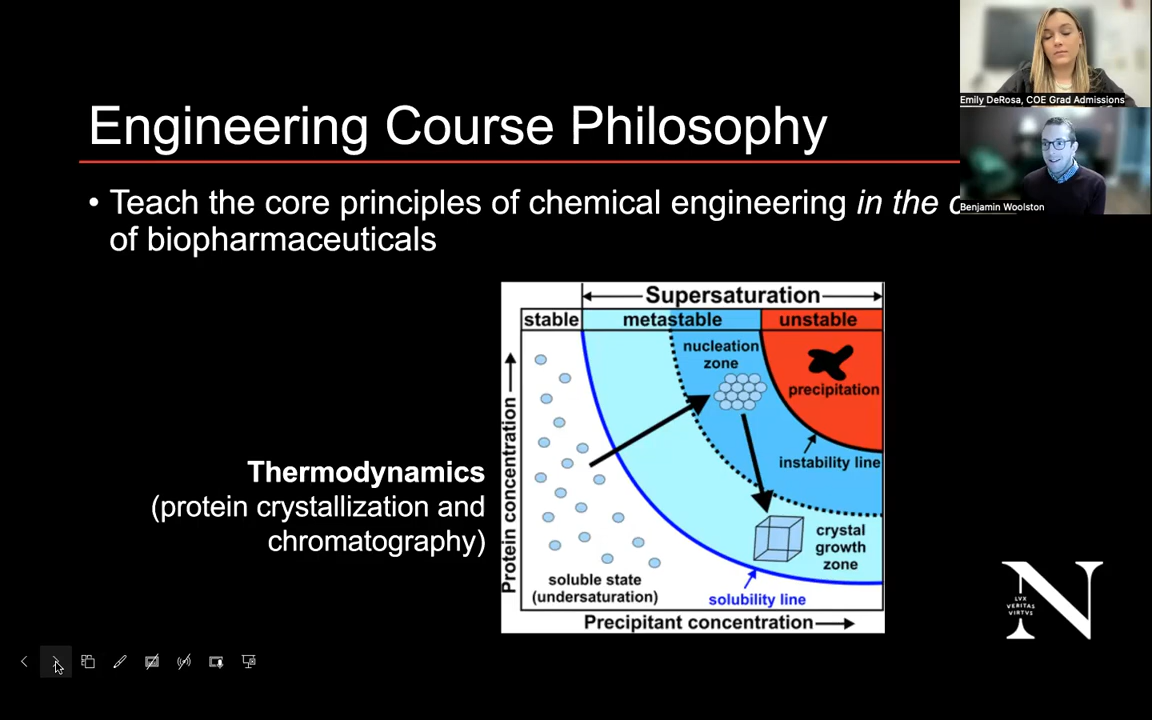 Emily DeRosa, COE Grad Admissions
Benjamin Woolston
Engineering Course Philosophy
• Teach the core principles of chemical engineering in the
of biopharmaceuticals
Thermodynamics
(protein crystallization and
chromatography)
Supersaturation
stable metastable unstable
nucleation
zone
precipitation
instability line
crystal
growth
zone
soluble state
(undersaturation)
solubility line
Protein concentration
Precipitant concentration
LVX
VERITAS
VIRTVS
N